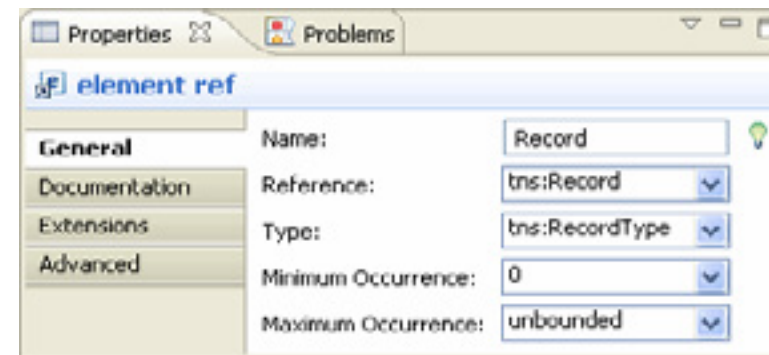 Properties Problems
element ref
General
Documentation
Extensions
Advanced
Name: Record
Reference: tns:Record
Type: tns:RecordType
Minimum Occurrence: 0
Maximum Occurrence: unbounded